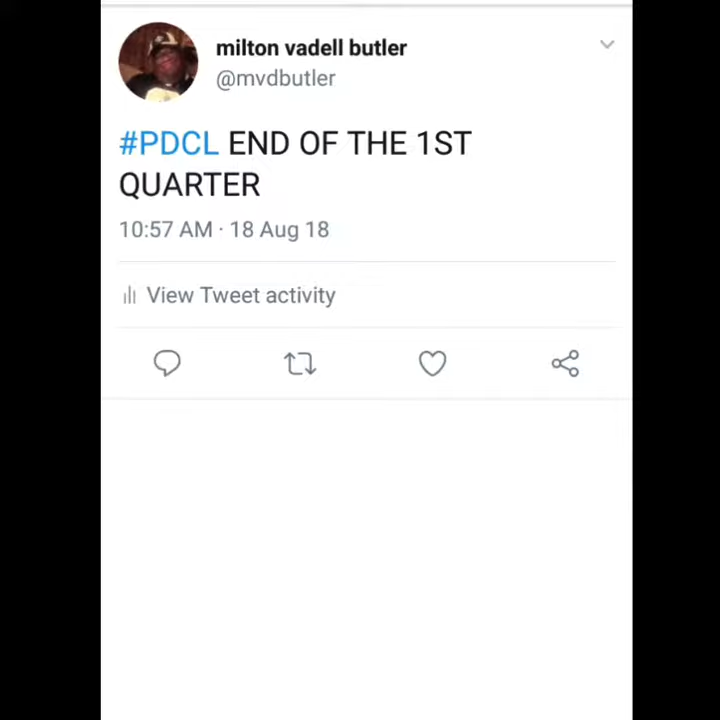 milton vadell butler
@mvdbutler
#PDCL END OF THE 1ST
QUARTER
10:57 AM · 18 Aug 18
View Tweet activity